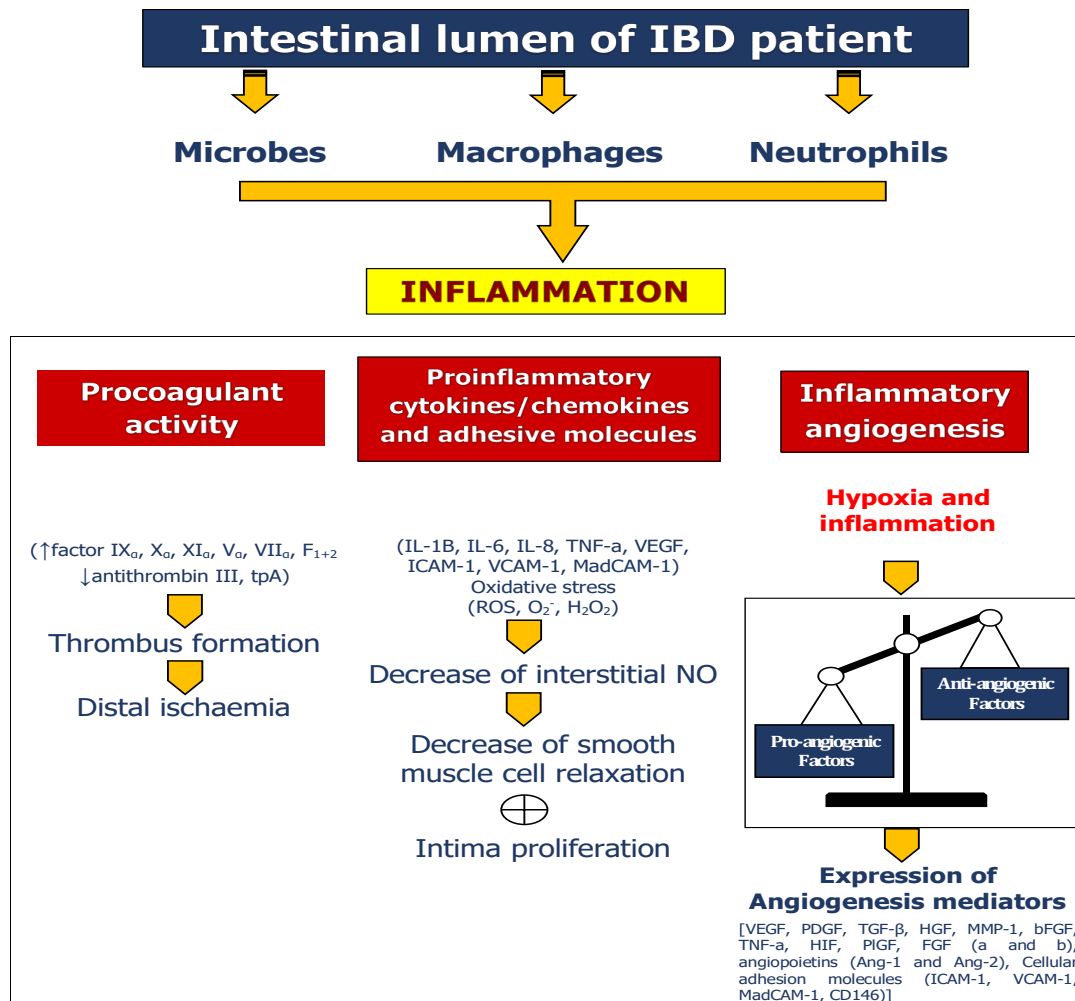 Intestinal lumen of IBD patient
Microbes
Macrophages
Neutrophils
INFLAMMATION
Procoagulant
activity
(↑factor IXα, Xα, XIα, Vα, VIIα, F1+2
↓antithrombin III, tpA)
Thrombus formation
Distal ischaemia
Proinflammatory
cytokines/chemokines
and adhesive molecules
(IL-1B, IL-6, IL-8, TNF-a, VEGF,
ICAM-1, VCAM-1, MadCAM-1)
Oxidative stress
(ROS, O2-, H2O2)
Decrease of interstitial NO
Decrease of smooth
muscle cell relaxation
Intima proliferation
Inflammatory
angiogenesis
Hypoxia and
inflammation
Anti-angiogenic
Factors
Pro-angiogenic
Factors
Expression of
Angiogenesis mediators
[VEGF, PDGF, TGF-β, HGF, MMP-1, bFGF,
TNF-a, HIF, PlGF, FGF (a and b),
angiopoietins (Ang-1 and Ang-2), Cellular
adhesion molecules (ICAM-1, VCAM-1,
MadCAM-1, CD146)]